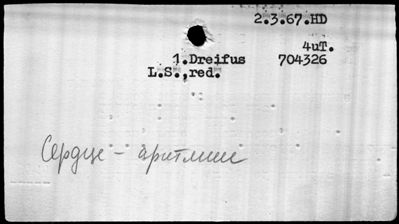 2.3.67.HD
4uT.
1.Dreifus 704326
L.S.,red.
Сердце - аритмии